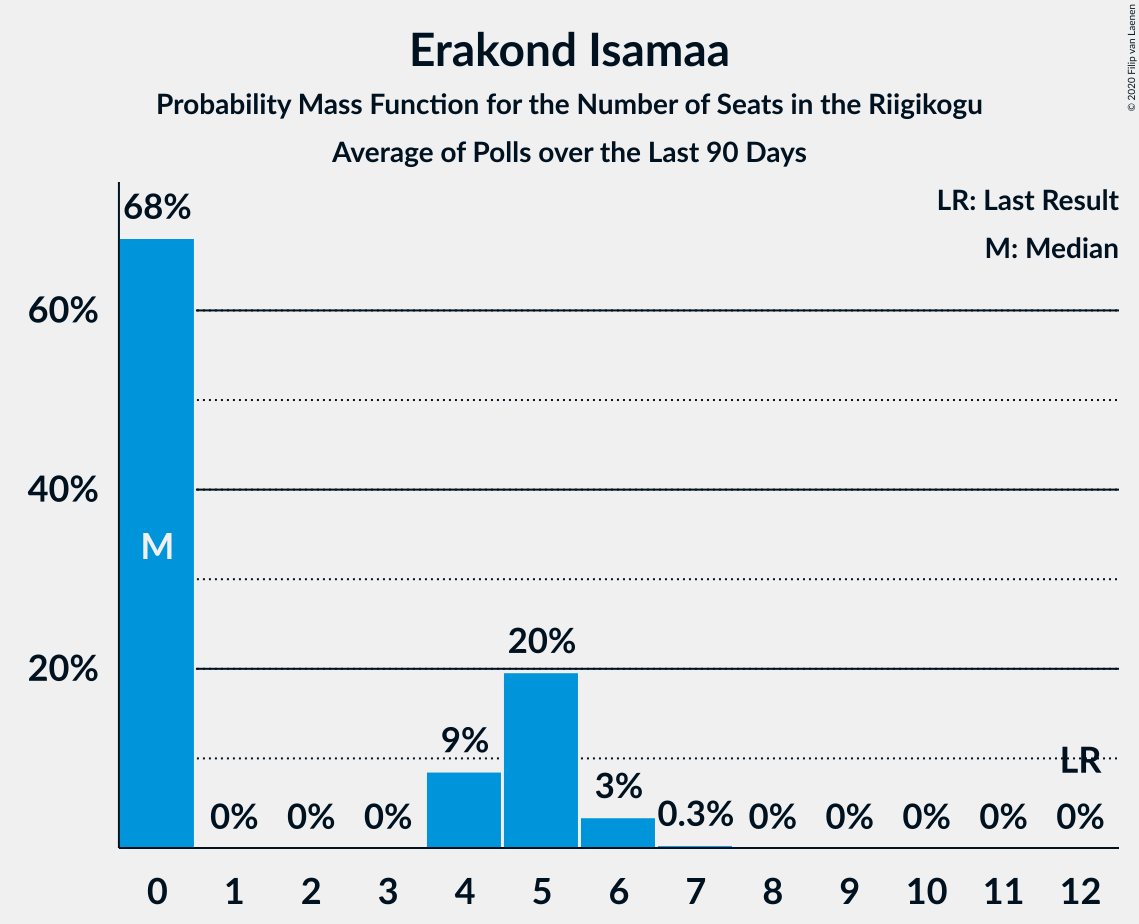 Erakond Isamaa
Probability Mass Function for the Number of Seats in the Riigikogu
Average of Polls over the Last 90 Days
© 2020 Filip van Laenen
LR: Last Result
M: Median
68%
60%
40%
M
20%
20%
9%
LR
3%
0% 0% 0% 0.3% 0% 0% 0% 0% 0%
0 1 2 3 4 5 6 7 8 9 10 11 12